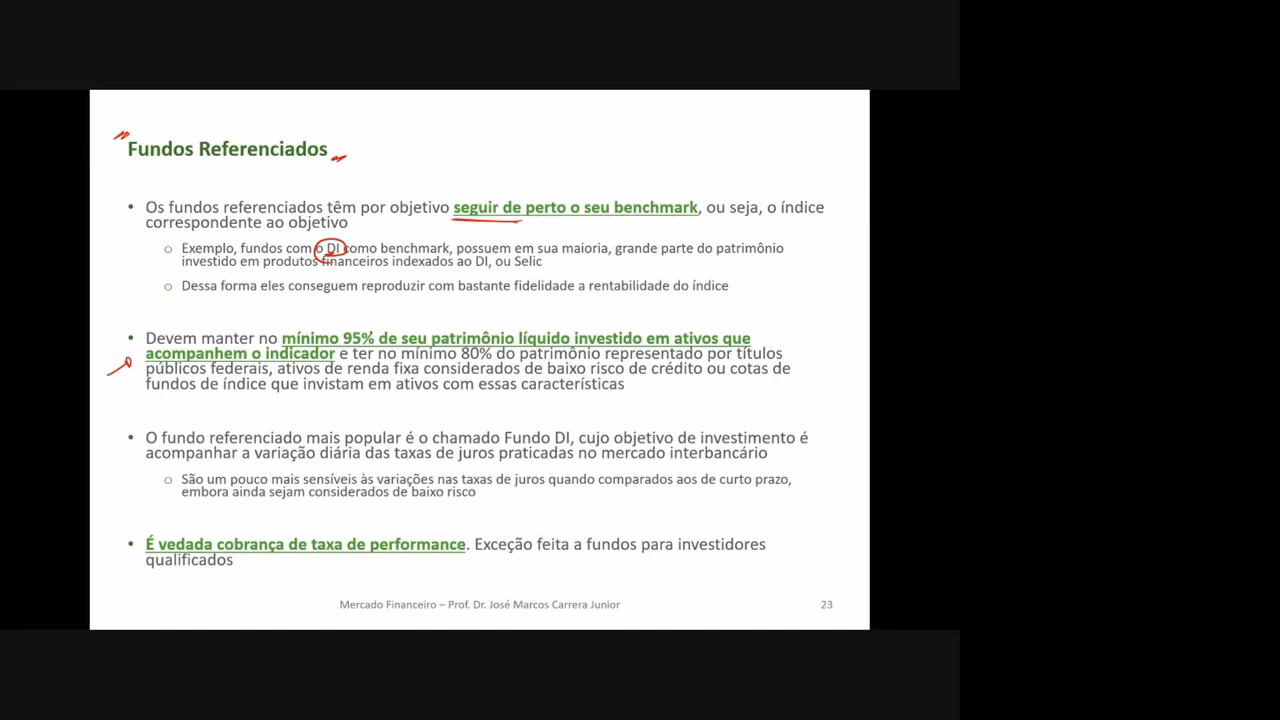 Fundos Referenciados
• Os fundos referenciados têm por objetivo seguir de perto o seu benchmark, ou seja, o índice
correspondente ao objetivo
o Exemplo, fundos com o DI como benchmark, possuem em sua maioria, grande parte do patrimônio
investido em produtos financeiros indexados ao DI, ou Selic
o Dessa forma eles conseguem reproduzir com bastante fidelidade a rentabilidade do índice
• Devem manter no mínimo 95% de seu patrimônio líquido investido em ativos que
acompanhem o indicador e ter no mínimo 80% do patrimônio representado por títulos
públicos federais, ativos de renda fixa considerados de baixo risco de crédito ou cotas de
fundos de índice que invistam em ativos com essas características
• O fundo referenciado mais popular é o chamado Fundo DI, cujo objetivo de investimento é
acompanhar a variação diária das taxas de juros praticadas no mercado interbancário
o São um pouco mais sensíveis às variações nas taxas de juros quando comparados aos de curto prazo,
embora ainda sejam considerados de baixo risco
• É vedada cobrança de taxa de performance. Exceção feita a fundos para investidores
qualificados
Mercado Financeiro – Prof. Dr. José Marcos Carrera Junior
23